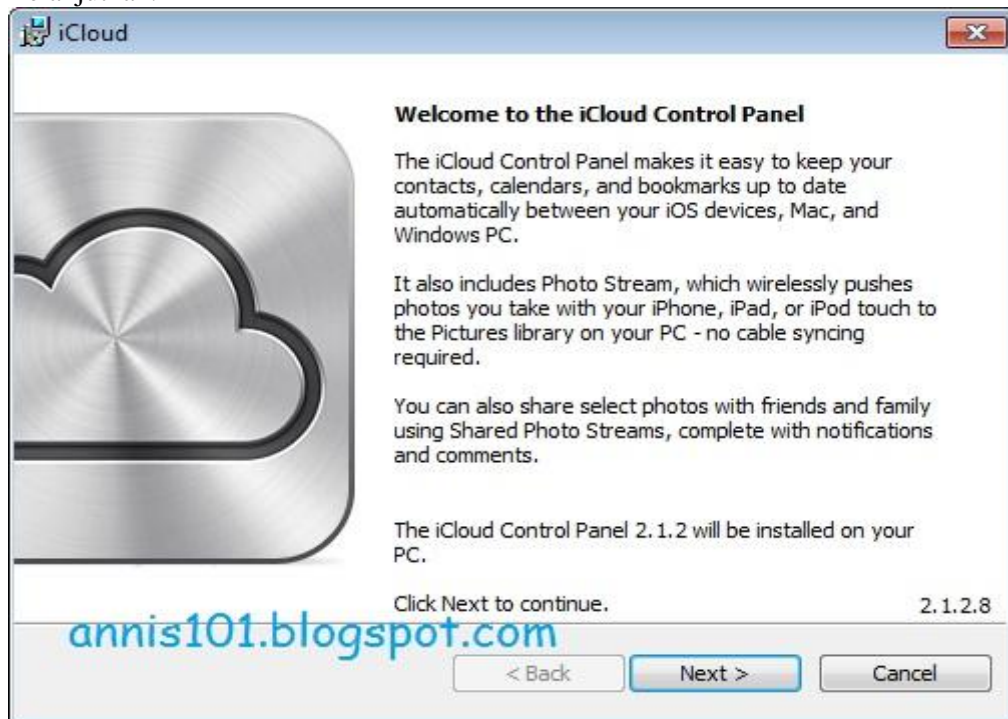 iCloud
Welcome to the iCloud Control Panel
The iCloud Control Panel makes it easy to keep your
contacts, calendars, and bookmarks up to date
automatically between your iOS devices, Mac, and
Windows PC.
It also includes Photo Stream, which wirelessly pushes
photos you take with your iPhone, iPad, or iPod touch to
the Pictures library on your PC - no cable syncing
required.
You can also share select photos with friends and family
using Shared Photo Streams, complete with notifications
and comments.
The iCloud Control Panel 2.1.2 will be installed on your
PC.
Click Next to continue. 2.1.2.8
annis101.blogspot.com
< Back Next > Cancel